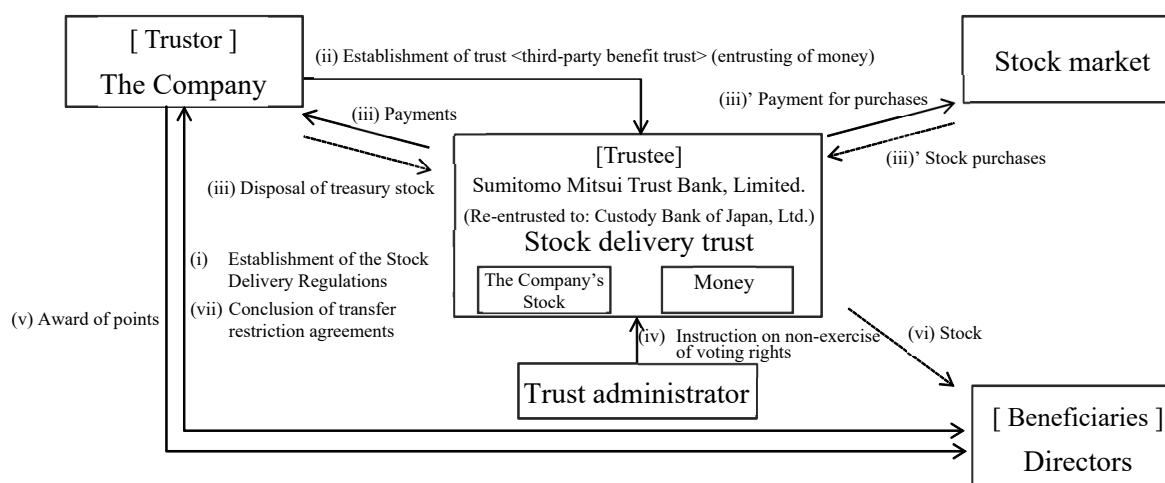 [ Trustor ]
The Company
(ii) Establishment of trust <third-party benefit trust> (entrusting of money)
Stock market
(iii) Payments
(iii)’ Payment for purchases
(iii) Disposal of treasury stock
(iii)’ Stock purchases
[Trustee]
Sumitomo Mitsui Trust Bank, Limited.
(Re-entrusted to: Custody Bank of Japan, Ltd.)
Stock delivery trust
The Company’s
Stock
Money
(i) Establishment of the Stock
Delivery Regulations
(vii) Conclusion of transfer
restriction agreements
(v) Award of points
(iv) Instruction on non-exercise
of voting rights
(vi) Stock
Trust administrator
[ Beneficiaries ]
Directors